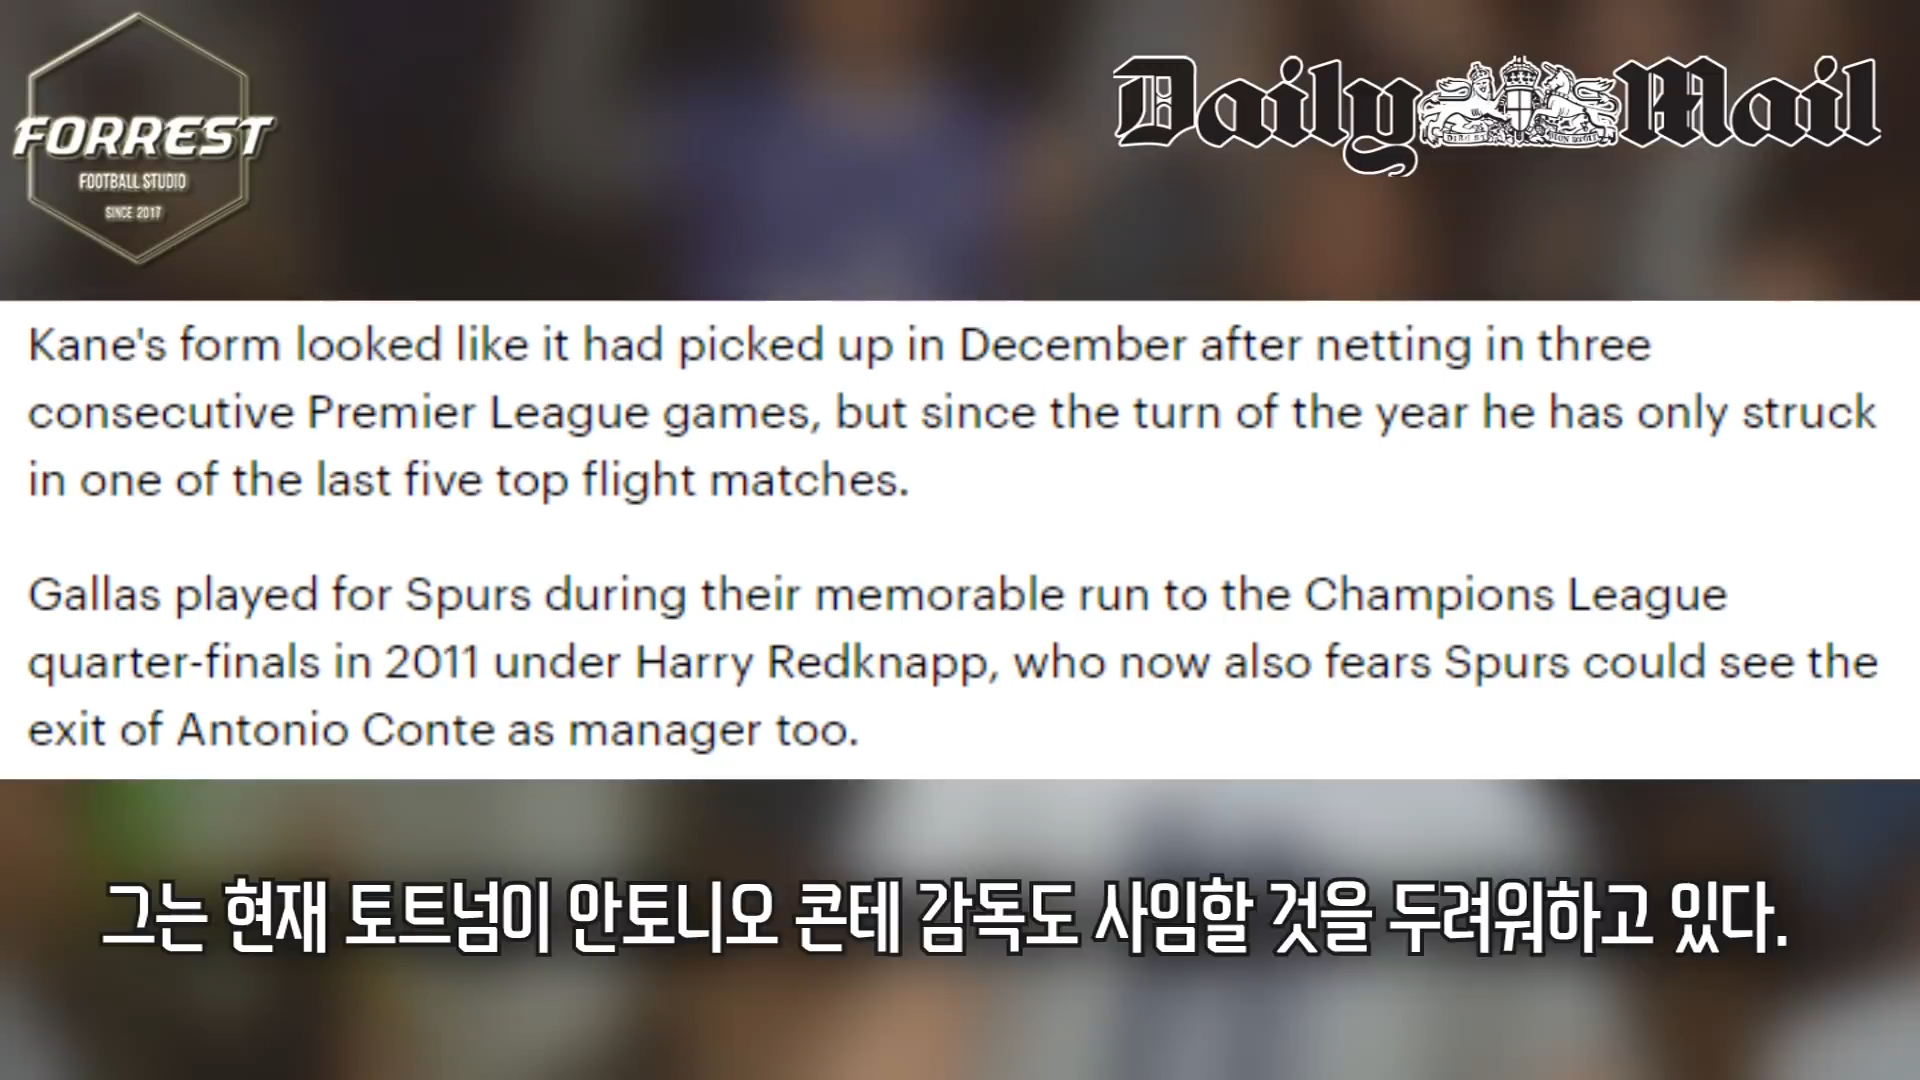 FORREST
FOOTBALL STUDIO
SINCE 2017
Daily Mail
Kane's form looked like it had picked up in December after netting in three
consecutive Premier League games, but since the turn of the year he has only struck
in one of the last five top flight matches.
Gallas played for Spurs during their memorable run to the Champions League
quarter-finals in 2011 under Harry Redknapp, who now also fears Spurs could see the
exit of Antonio Conte as manager too.
그는 현재 토트넘이 안토니오 콘테 감독도 사임할 것을 두려워하고 있다.